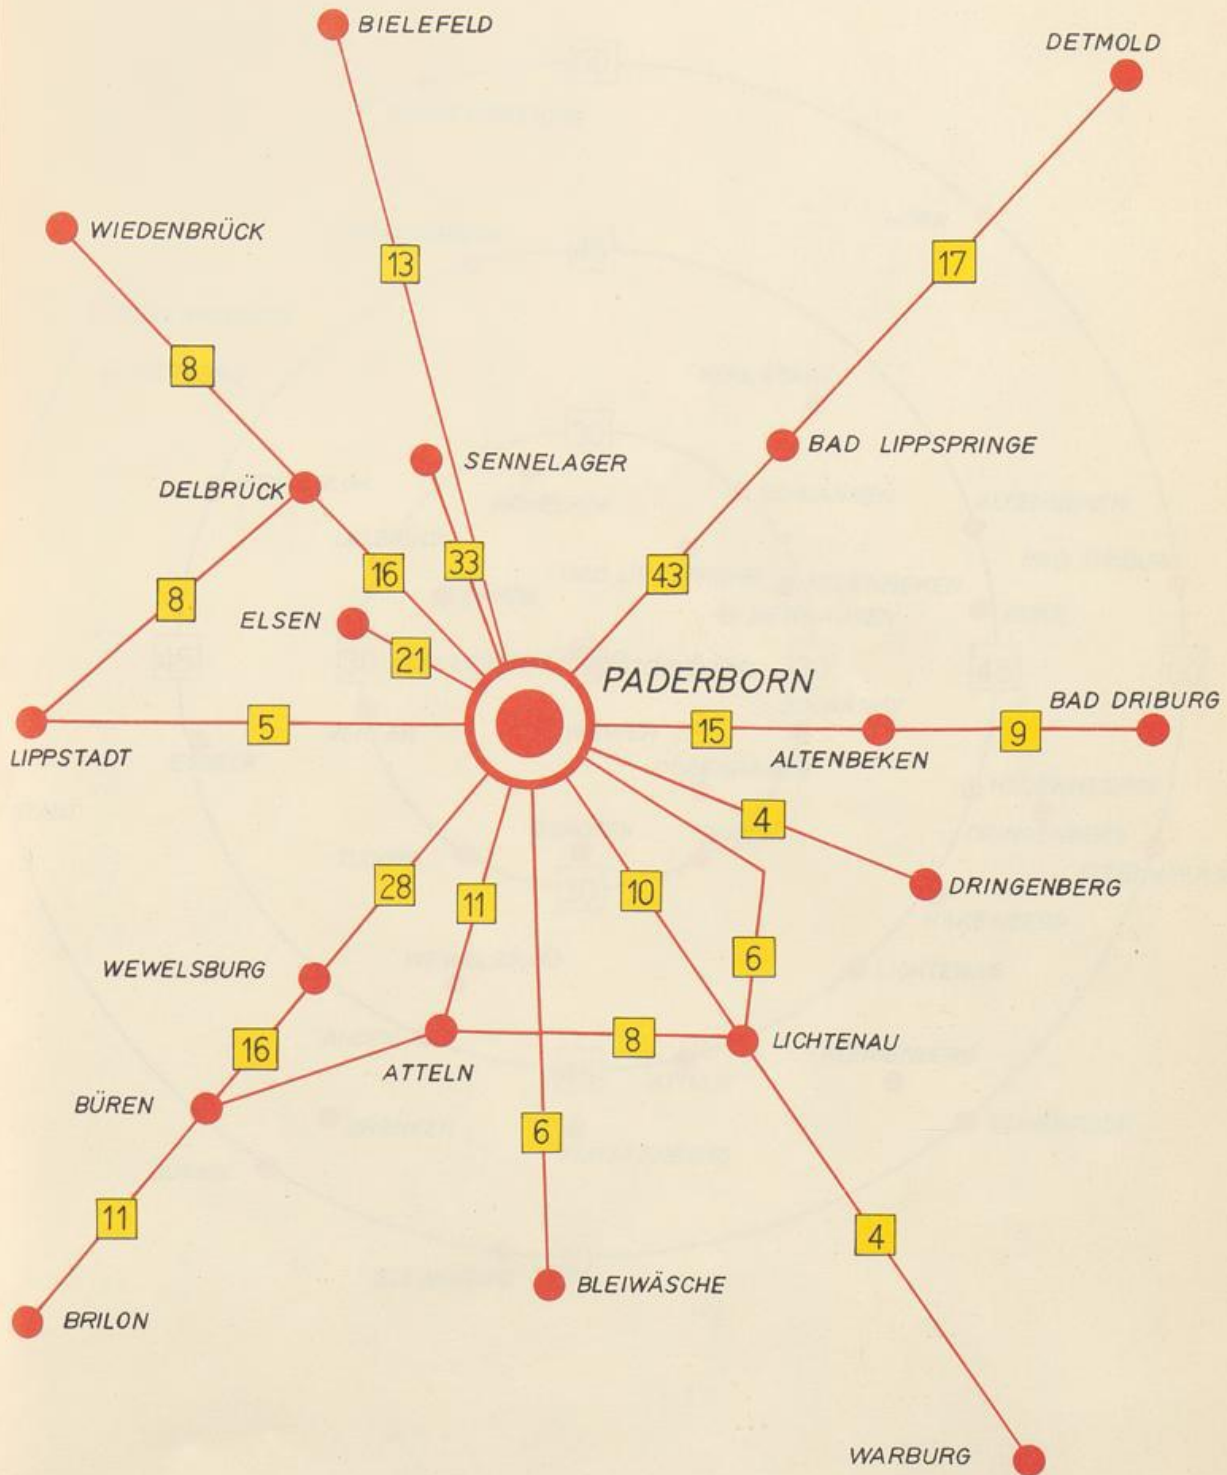 BIELEFELD
DETMOLD
WIEDENBRÜCK
13
17
8
SENNELAGER
BAD LIPPSPRINGE
DELBRÜCK
33
16
43
8
ELSEN
21
PADERBORN
5
15
9
BAD DRIBURG
LIPPSTADT
ALTENBEKEN
4
28
11
10
DRINGENBERG
6
WEWELSBURG
16
8
LICHTENAU
ATTELN
BÜREN
6
11
4
BLEIWÄSCHE
BRILON
WARBURG